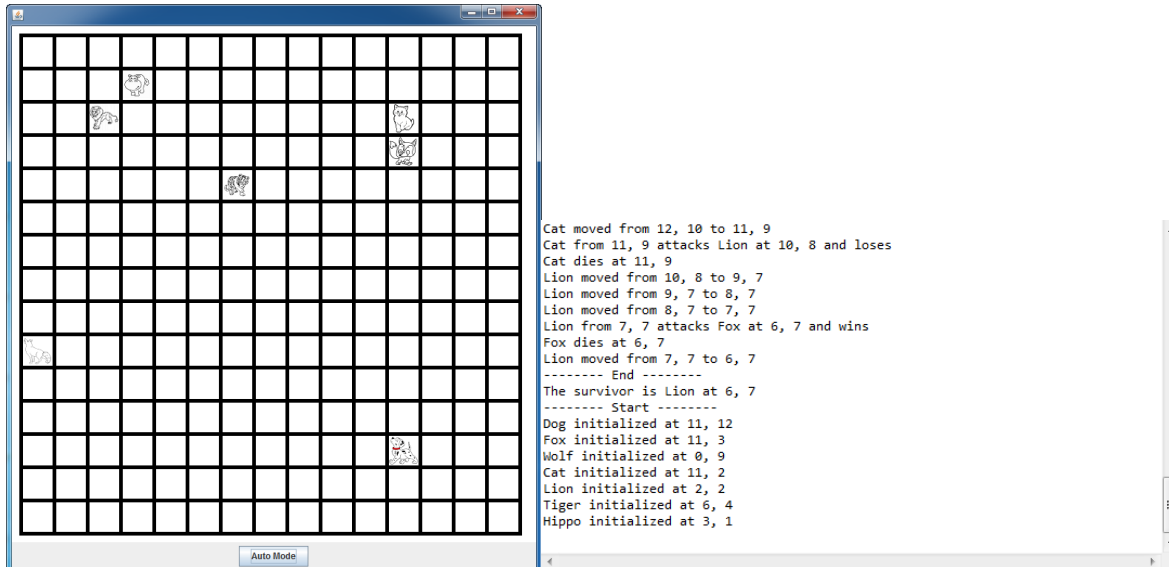 Cat moved from 12, 10 to 11, 9
Cat from 11, 9 attacks Lion at 10, 8 and loses
Cat dies at 11, 9
Lion moved from 10, 8 to 9, 7
Lion moved from 9, 7 to 8, 7
Lion moved from 8, 7 to 7, 7
Lion from 7, 7 attacks Fox at 6, 7 and wins
Fox dies at 6, 7
Lion moved from 7, 7 to 6, 7
-------- End --------
The survivor is Lion at 6, 7
-------- Start --------
Dog initialized at 11, 12
Fox initialized at 11, 3
Wolf initialized at 0, 9
Cat initialized at 11, 2
Lion initialized at 2, 2
Tiger initialized at 6, 4
Hippo initialized at 3, 1
Auto Mode